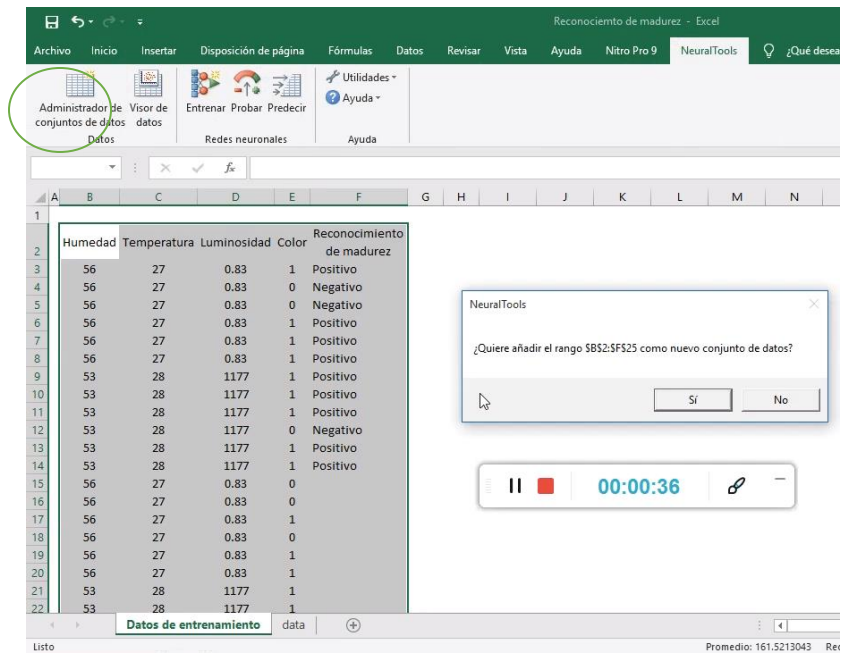 Reconociemto de madurez - Excel
Archivo Inicio Insertar Disposición de página Fórmulas Datos Revisar Vista Ayuda Nitro Pro 9 NeuralTools ¿Qué desea
Administrador de conjuntos de datos
Visor de datos
Entrenar Probar Predecir
Utilidades
Ayuda
Datos Redes neuronales Ayuda
fx
A B C D E F G H I J K L M N
1
2 Humedad Temperatura Luminosidad Color Reconocimiento de madurez
3 56 27 0.83 1 Positivo
4 56 27 0.83 0 Negativo
5 56 27 0.83 0 Negativo
6 56 27 0.83 1 Positivo
7 56 27 0.83 1 Positivo
8 56 27 0.83 1 Positivo
9 53 28 1177 1 Positivo
10 53 28 1177 1 Positivo
11 53 28 1177 1 Positivo
12 53 28 1177 0 Negativo
13 53 28 1177 1 Positivo
14 53 28 1177 1 Positivo
15 56 27 0.83 0
16 56 27 0.83 0
17 56 27 0.83 1
18 56 27 0.83 0
19 56 27 0.83 1
20 56 27 0.83 1
21 53 28 1177 1
22 53 28 1177 1
NeuralTools
¿Quiere añadir el rango $B$2:$F$25 como nuevo conjunto de datos?
Sí No
00:00:36
Datos de entrenamiento data
Listo Promedio: 161.5213043 Rec